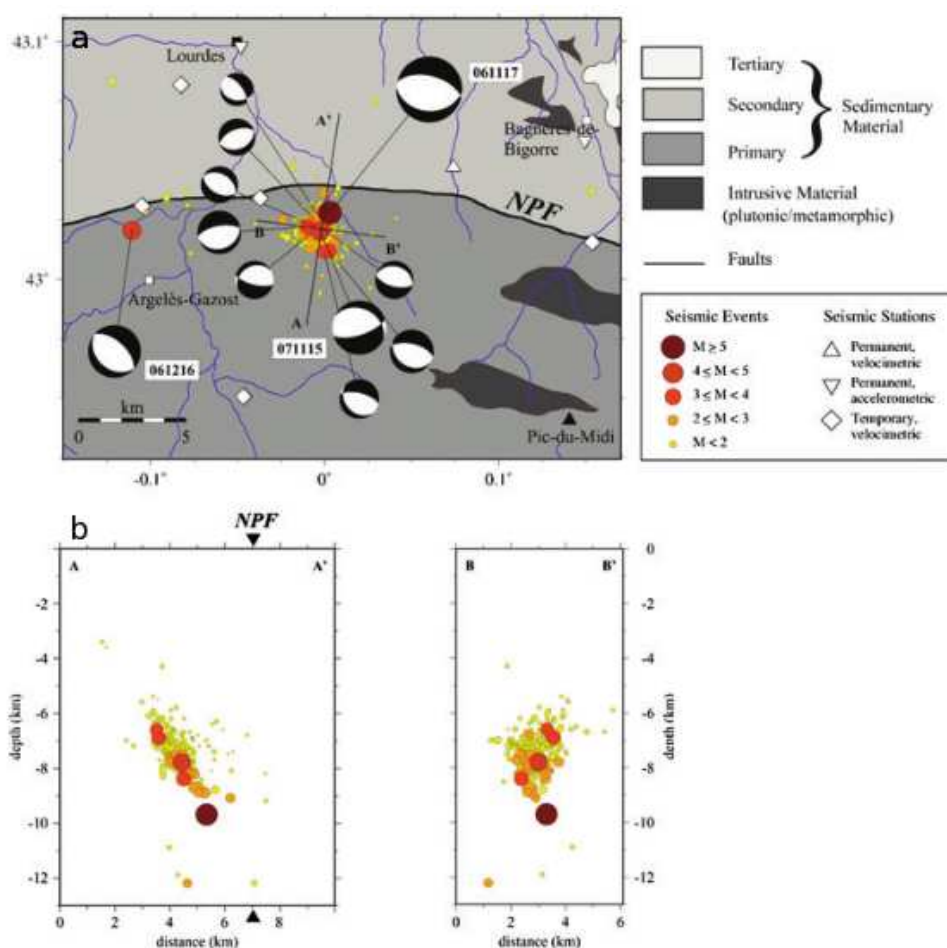 a
43.1°
43°
Lourdes
061117
A'
Bagnères-de-
Bigorre
NPF
B
B'
Argelès-Gazost
A
071115
061216
km
0
5
Pic-du-Midi
-0.1°
0°
0.1°
Tertiary
Secondary
Primary
Sedimentary
Material
Intrusive Material
(plutonic/metamorphic)
Faults
Seismic Events
M ≥ 5
4 ≤ M < 5
3 ≤ M < 4
2 ≤ M < 3
M < 2
Seismic Stations
Permanent,
velocimetric
Permanent,
accelerometric
Temporary,
velocimetric
b
NPF
A
A'
-2
-4
-6
-8
-10
-12
depth (km)
0
2
4
6
8
distance (km)
B
B'
0
-2
-4
-6
-8
-10
-12
depth (km)
0
2
4
6
distance (km)